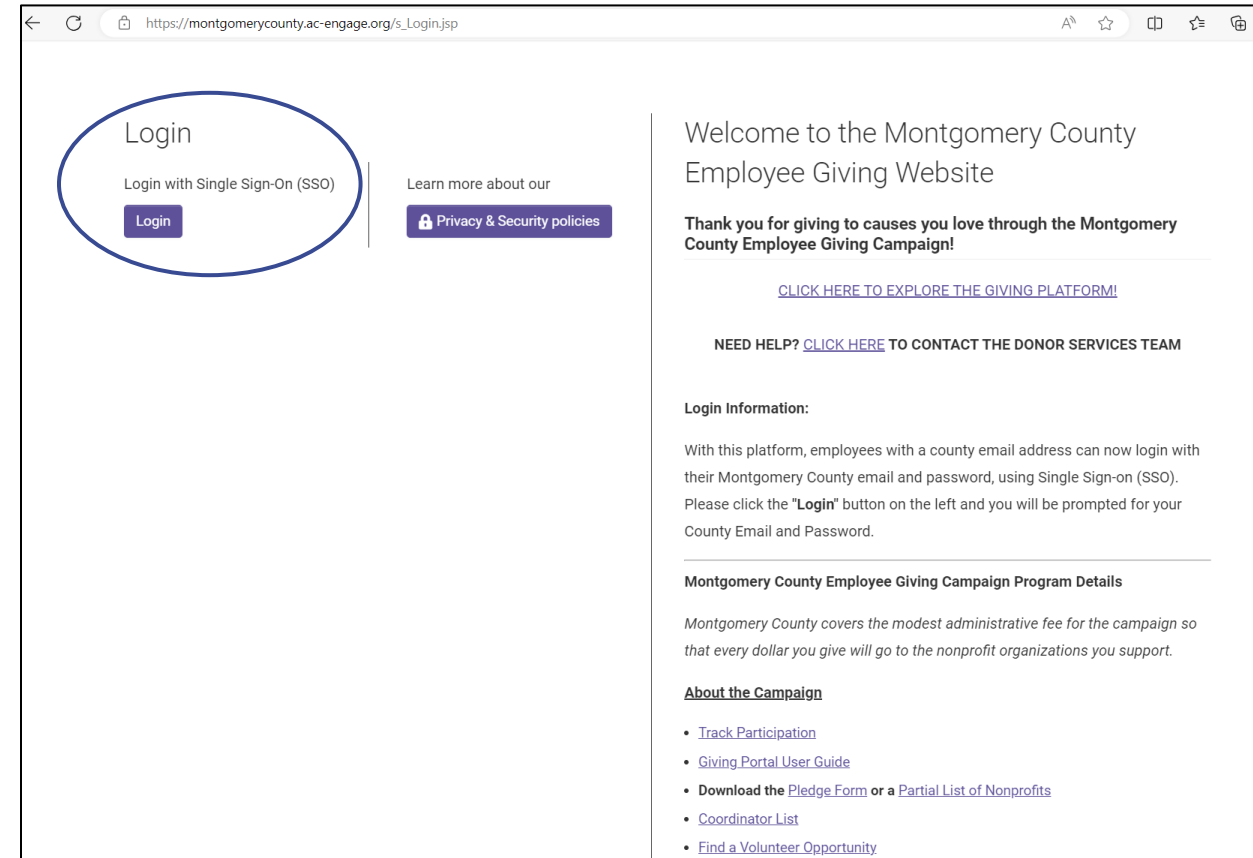 https://montgomerycounty.ac-engage.org/s_Login.jsp
Login
Login with Single Sign-On (SSO)
Login
Learn more about our
Privacy & Security policies
Welcome to the Montgomery County
Employee Giving Website
Thank you for giving to causes you love through the Montgomery
County Employee Giving Campaign!
CLICK HERE TO EXPLORE THE GIVING PLATFORM!
NEED HELP? CLICK HERE TO CONTACT THE DONOR SERVICES TEAM
Login Information:
With this platform, employees with a county email address can now login with
their Montgomery County email and password, using Single Sign-on (SSO).
Please click the "Login" button on the left and you will be prompted for your
County Email and Password.
Montgomery County Employee Giving Campaign Program Details
Montgomery County covers the modest administrative fee for the campaign so
that every dollar you give will go to the nonprofit organizations you support.
About the Campaign
• Track Participation
• Giving Portal User Guide
• Download the Pledge Form or a Partial List of Nonprofits
• Coordinator List
• Find a Volunteer Opportunity